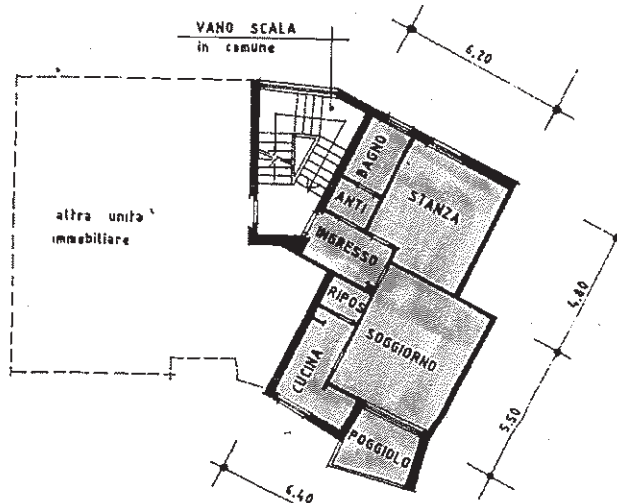 VANO SCALA
in comune
6,20
BAGNO
STANZA
ANTI
altra unita'
immobiliare
INGRESSO
4,80
RIPOS
SOGGIORNO
CUCINA
POGGIOLO
5,50
6,40